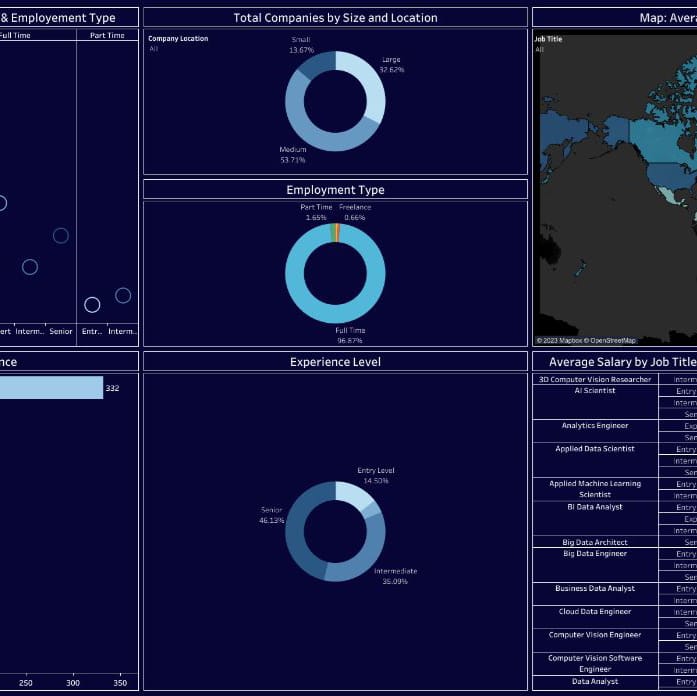 & Employement Type
Full Time
Part Time
ert
Interm..
Senior
Entr..
Interm..
nce
332
250
300
350
Total Companies by Size and Location
Company Location
All
Small
13.67%
Large
32.62%
Medium
53.71%
Employment Type
Part Time
1.65%
Freelance
0.66%
Full Time
96.87%
Experience Level
Entry Level
14.50%
Senior
46.13%
Intermediate
35.09%
Map: Avera
Job Title
All
© 2023 Mapbox © OpenStreetMap
Average Salary by Job Title
3D Computer Vision Researcher
Interm
AI Scientist
Entry
Interm
Sen
Analytics Engineer
Exp
Sen
Applied Data Scientist
Entry
Interm
Sen
Applied Machine Learning
Scientist
Entry
Interm
BI Data Analyst
Entry
Exp
Interm
Big Data Architect
Sen
Big Data Engineer
Entry
Interm
Sen
Business Data Analyst
Entry
Interm
Cloud Data Engineer
Interm
Sen
Computer Vision Engineer
Entry
Sen
Computer Vision Software
Engineer
Entry
Interm
Data Analyst
Entry